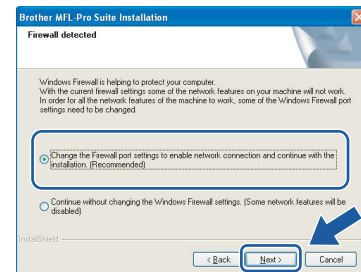 Brother MFL-Pro Suite Installation
Firewall detected
Windows Firewall is helping to protect your computer.
With the current firewall settings some of the network features on your machine will not work.
In order for all the network features of the machine to work, some of the Windows Firewall port
settings need to be changed.
Change the Firewall port settings to enable network connection and continue with the
installation. (Recommended)
Continue without changing the Windows Firewall settings. (Some network features will be
disabled)
InstallShield
< Back
Next >
Cancel